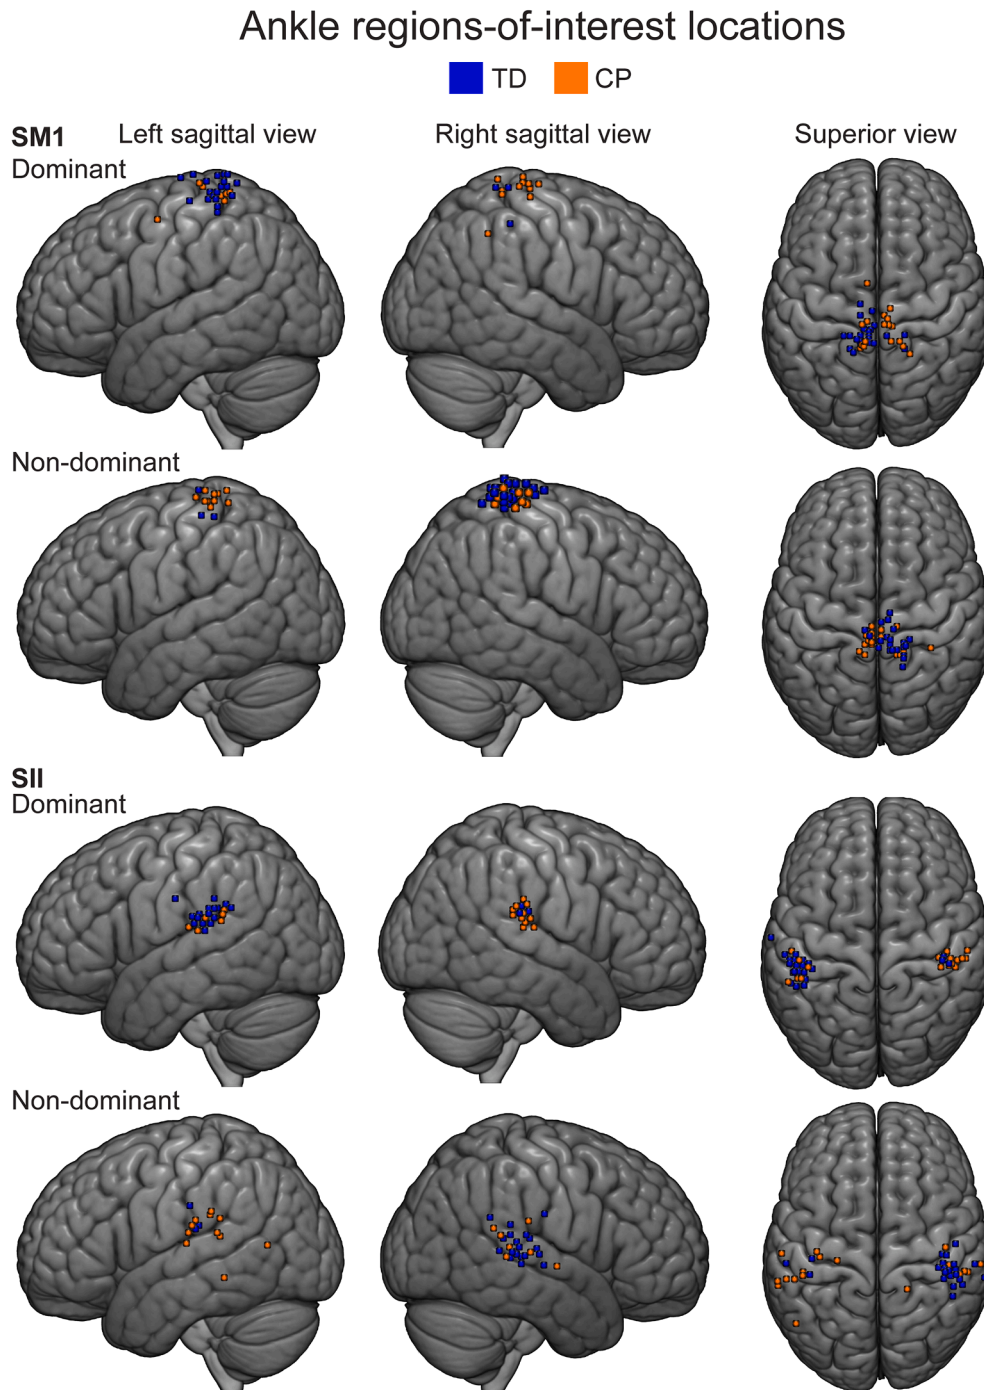 Ankle regions-of-interest locations
TD CP
SM1 Left sagittal view Right sagittal view Superior view
Dominant
Non-dominant
SII
Dominant
Non-dominant